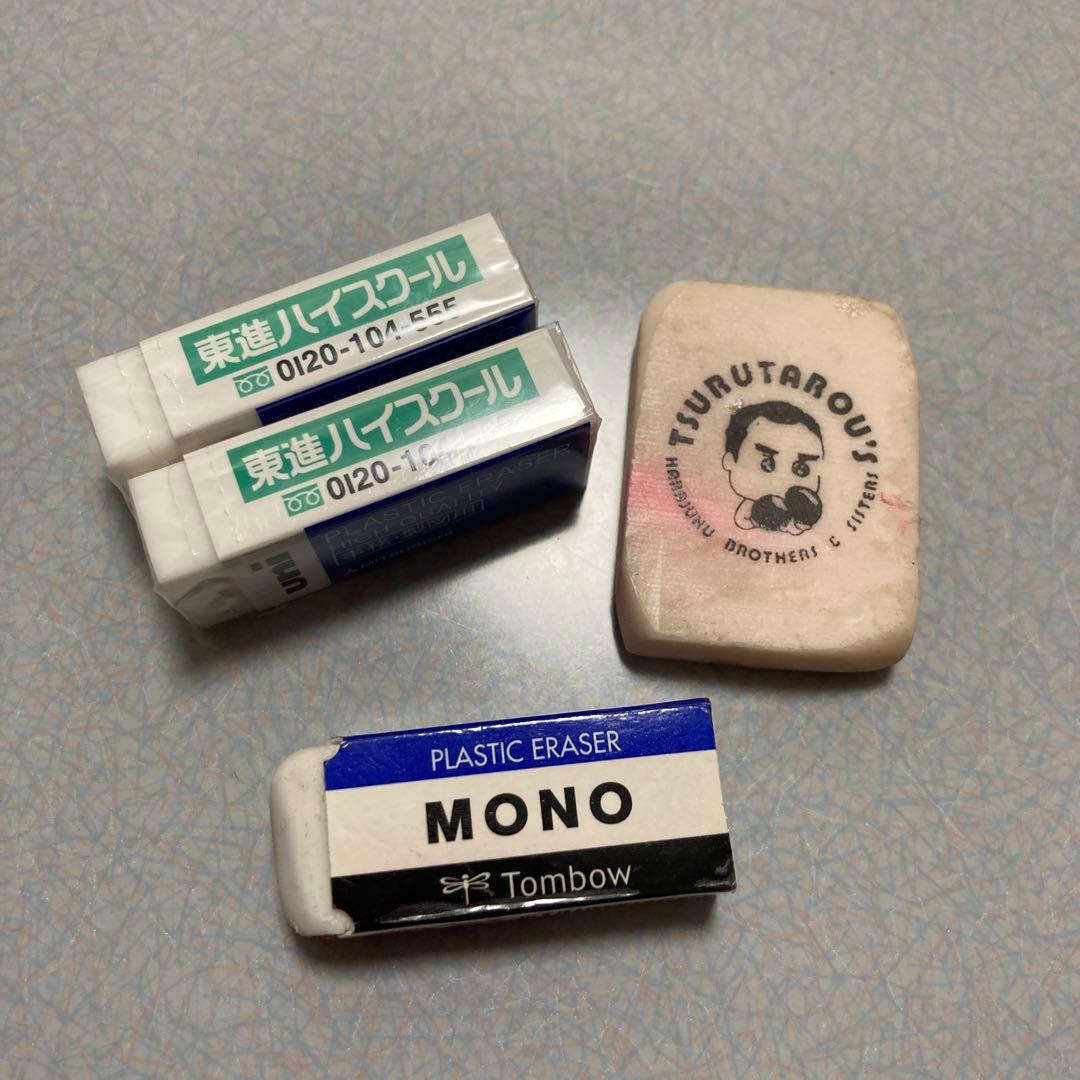 東進ハイスクール
0120-104-555
東進ハイスクール
0120-104
PLASTIC ERASER
uni
TSURUTAROU'S
HARAJUKU BROTHERS & SISTERS
PLASTIC ERASER
MONO
Tombow